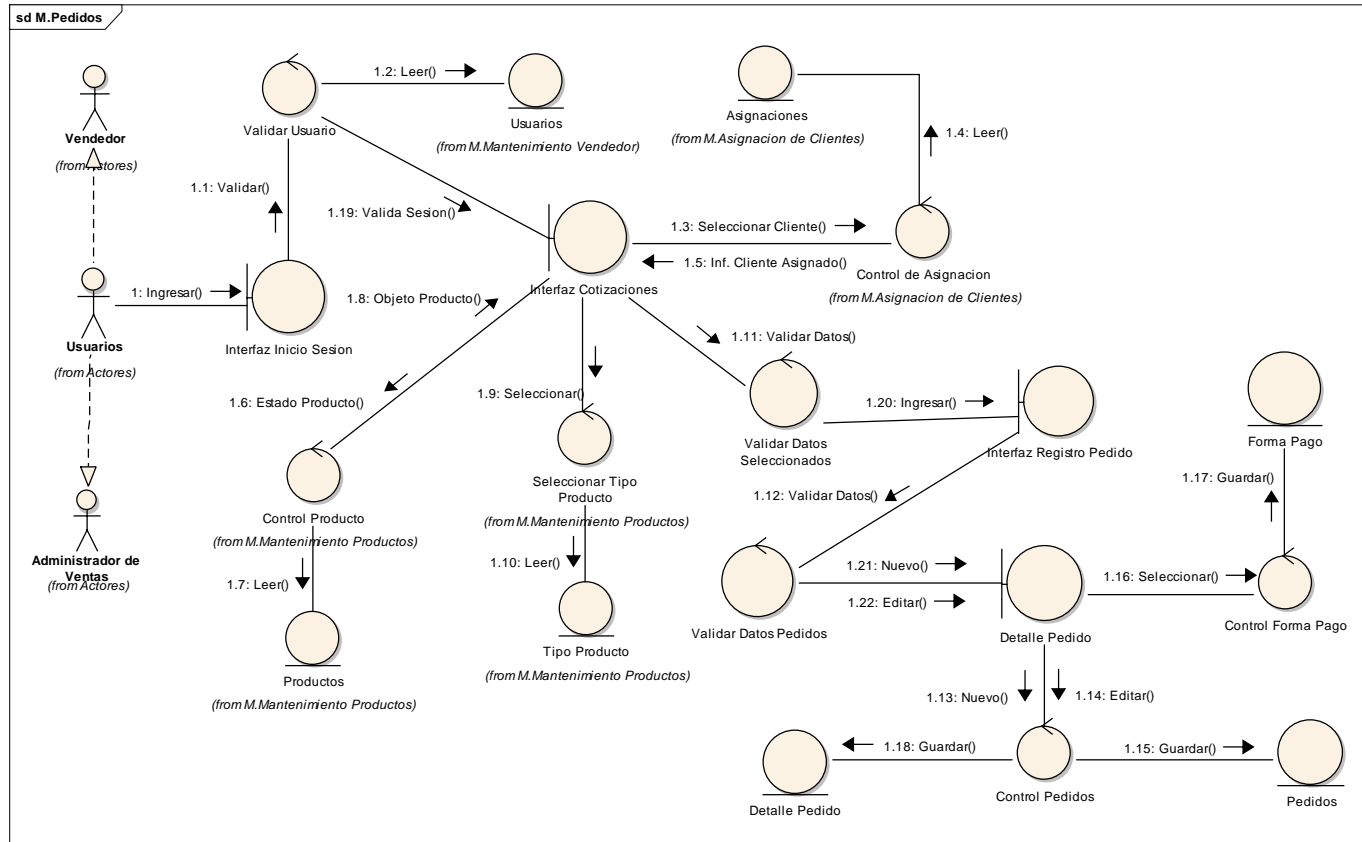 sd M.Pedidos
Vendedor
(from Actores)
Usuarios
(from Actores)
Administrador de
Ventas
(from Actores)
1: Ingresar()
Interfaz Inicio Sesion
1.1: Validar()
Validar Usuario
1.2: Leer()
Usuarios
(from M.Mantenimiento Vendedor)
1.19: Valida Sesion()
Interfaz Cotizaciones
1.3: Seleccionar Cliente()
1.5: Inf. Cliente Asignado()
Control de Asignacion
(from M.Asignacion de Clientes)
1.4: Leer()
Asignaciones
(from M.Asignacion de Clientes)
1.8: Objeto Producto()
1.6: Estado Producto()
Control Producto
(from M.Mantenimiento Productos)
1.7: Leer()
Productos
(from M.Mantenimiento Productos)
1.9: Seleccionar()
Seleccionar Tipo
Producto
(from M.Mantenimiento Productos)
1.10: Leer()
Tipo Producto
(from M.Mantenimiento Productos)
1.11: Validar Datos()
Validar Datos
Seleccionados
1.20: Ingresar()
Interfaz Registro Pedido
1.12: Validar Datos()
Validar Datos Pedidos
1.21: Nuevo()
1.22: Editar()
Detalle Pedido
1.16: Seleccionar()
Control Forma Pago
1.17: Guardar()
Forma Pago
1.13: Nuevo()
1.14: Editar()
Control Pedidos
1.18: Guardar()
Detalle Pedido
1.15: Guardar()
Pedidos